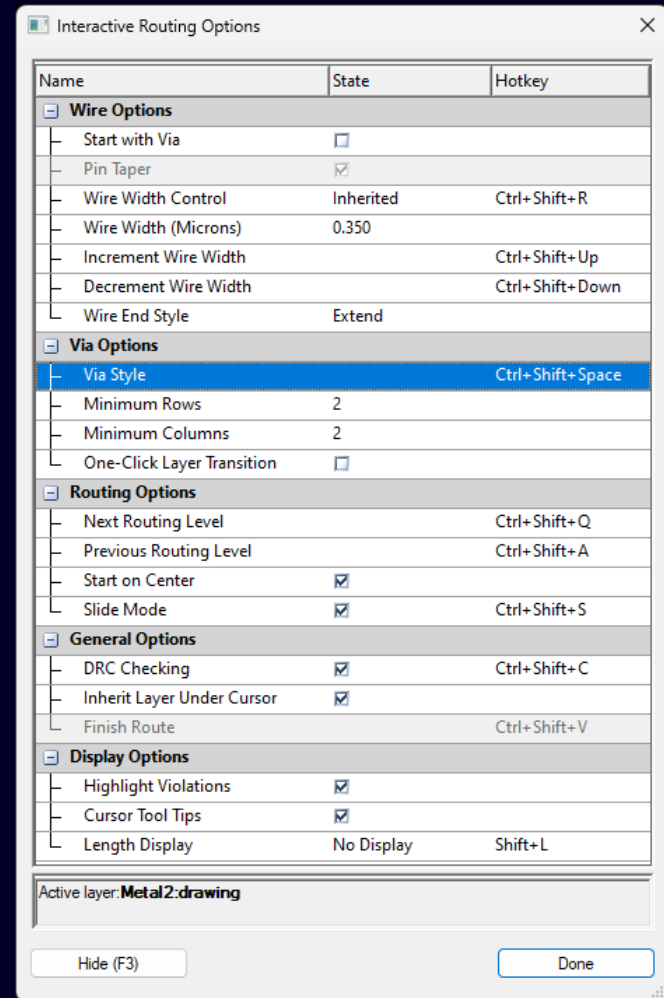 Interactive Routing Options
Name State Hotkey
Wire Options
Start with Via
Pin Taper
Wire Width Control Inherited Ctrl+Shift+R
Wire Width (Microns) 0.350
Increment Wire Width Ctrl+Shift+Up
Decrement Wire Width Ctrl+Shift+Down
Wire End Style Extend
Via Options
Via Style Ctrl+Shift+Space
Minimum Rows 2
Minimum Columns 2
One-Click Layer Transition
Routing Options
Next Routing Level Ctrl+Shift+Q
Previous Routing Level Ctrl+Shift+A
Start on Center
Slide Mode Ctrl+Shift+S
General Options
DRC Checking Ctrl+Shift+C
Inherit Layer Under Cursor
Finish Route Ctrl+Shift+V
Display Options
Highlight Violations
Cursor Tool Tips
Length Display No Display Shift+L
Active layer:Metal2:drawing
Hide (F3) Done